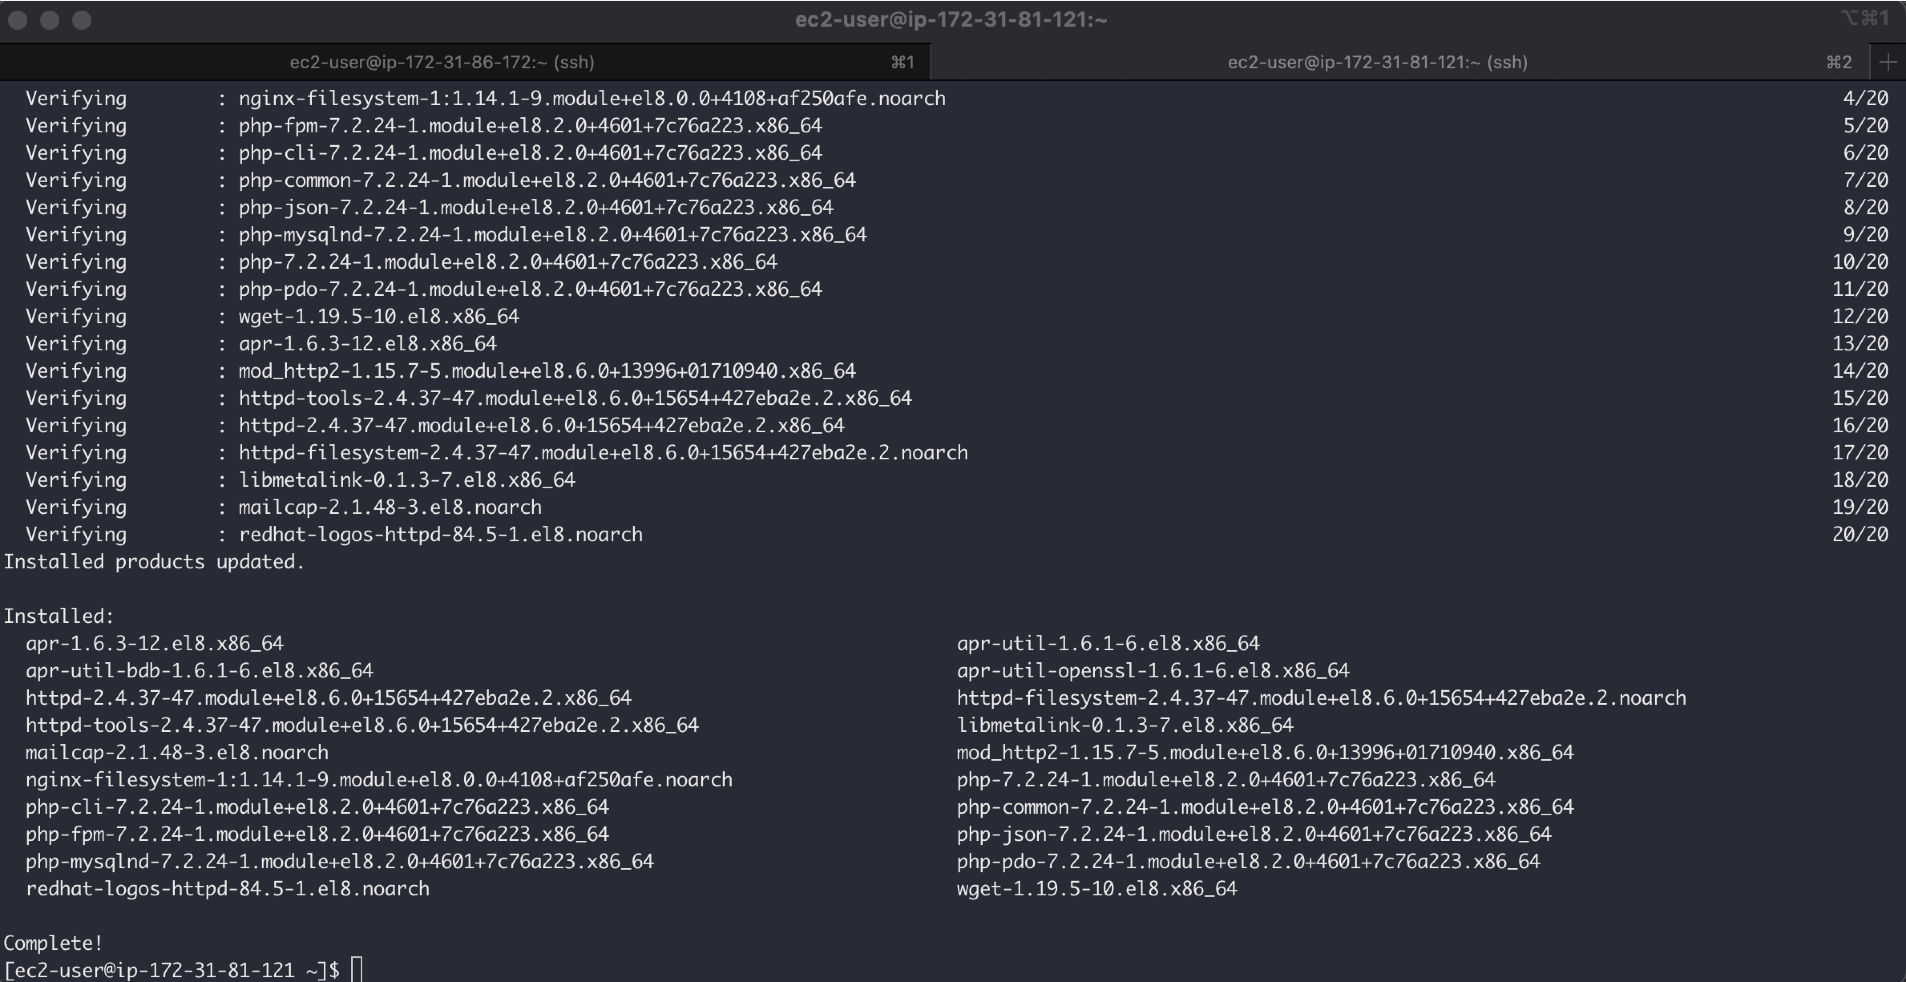 ec2-user@ip-172-31-81-121:~ ⌥⌘1
ec2-user@ip-172-31-86-172:~ (ssh) ⌘1 ec2-user@ip-172-31-81-121:~ (ssh) ⌘2 +
Verifying : nginx-filesystem-1:1.14.1-9.module+el8.0.0+4108+af250afe.noarch 4/20
Verifying : php-fpm-7.2.24-1.module+el8.2.0+4601+7c76a223.x86_64 5/20
Verifying : php-cli-7.2.24-1.module+el8.2.0+4601+7c76a223.x86_64 6/20
Verifying : php-common-7.2.24-1.module+el8.2.0+4601+7c76a223.x86_64 7/20
Verifying : php-json-7.2.24-1.module+el8.2.0+4601+7c76a223.x86_64 8/20
Verifying : php-mysqlnd-7.2.24-1.module+el8.2.0+4601+7c76a223.x86_64 9/20
Verifying : php-7.2.24-1.module+el8.2.0+4601+7c76a223.x86_64 10/20
Verifying : php-pdo-7.2.24-1.module+el8.2.0+4601+7c76a223.x86_64 11/20
Verifying : wget-1.19.5-10.el8.x86_64 12/20
Verifying : apr-1.6.3-12.el8.x86_64 13/20
Verifying : mod_http2-1.15.7-5.module+el8.6.0+13996+01710940.x86_64 14/20
Verifying : httpd-tools-2.4.37-47.module+el8.6.0+15654+427eba2e.2.x86_64 15/20
Verifying : httpd-2.4.37-47.module+el8.6.0+15654+427eba2e.2.x86_64 16/20
Verifying : httpd-filesystem-2.4.37-47.module+el8.6.0+15654+427eba2e.2.noarch 17/20
Verifying : libmetalink-0.1.3-7.el8.x86_64 18/20
Verifying : mailcap-2.1.48-3.el8.noarch 19/20
Verifying : redhat-logos-httpd-84.5-1.el8.noarch 20/20
Installed products updated.
Installed:
apr-1.6.3-12.el8.x86_64 apr-util-1.6.1-6.el8.x86_64
apr-util-bdb-1.6.1-6.el8.x86_64 apr-util-openssl-1.6.1-6.el8.x86_64
httpd-2.4.37-47.module+el8.6.0+15654+427eba2e.2.x86_64 httpd-filesystem-2.4.37-47.module+el8.6.0+15654+427eba2e.2.noarch
httpd-tools-2.4.37-47.module+el8.6.0+15654+427eba2e.2.x86_64 libmetalink-0.1.3-7.el8.x86_64
mailcap-2.1.48-3.el8.noarch mod_http2-1.15.7-5.module+el8.6.0+13996+01710940.x86_64
nginx-filesystem-1:1.14.1-9.module+el8.0.0+4108+af250afe.noarch php-7.2.24-1.module+el8.2.0+4601+7c76a223.x86_64
php-cli-7.2.24-1.module+el8.2.0+4601+7c76a223.x86_64 php-common-7.2.24-1.module+el8.2.0+4601+7c76a223.x86_64
php-fpm-7.2.24-1.module+el8.2.0+4601+7c76a223.x86_64 php-json-7.2.24-1.module+el8.2.0+4601+7c76a223.x86_64
php-mysqlnd-7.2.24-1.module+el8.2.0+4601+7c76a223.x86_64 php-pdo-7.2.24-1.module+el8.2.0+4601+7c76a223.x86_64
redhat-logos-httpd-84.5-1.el8.noarch wget-1.19.5-10.el8.x86_64
Complete!
[ec2-user@ip-172-31-81-121 ~]$